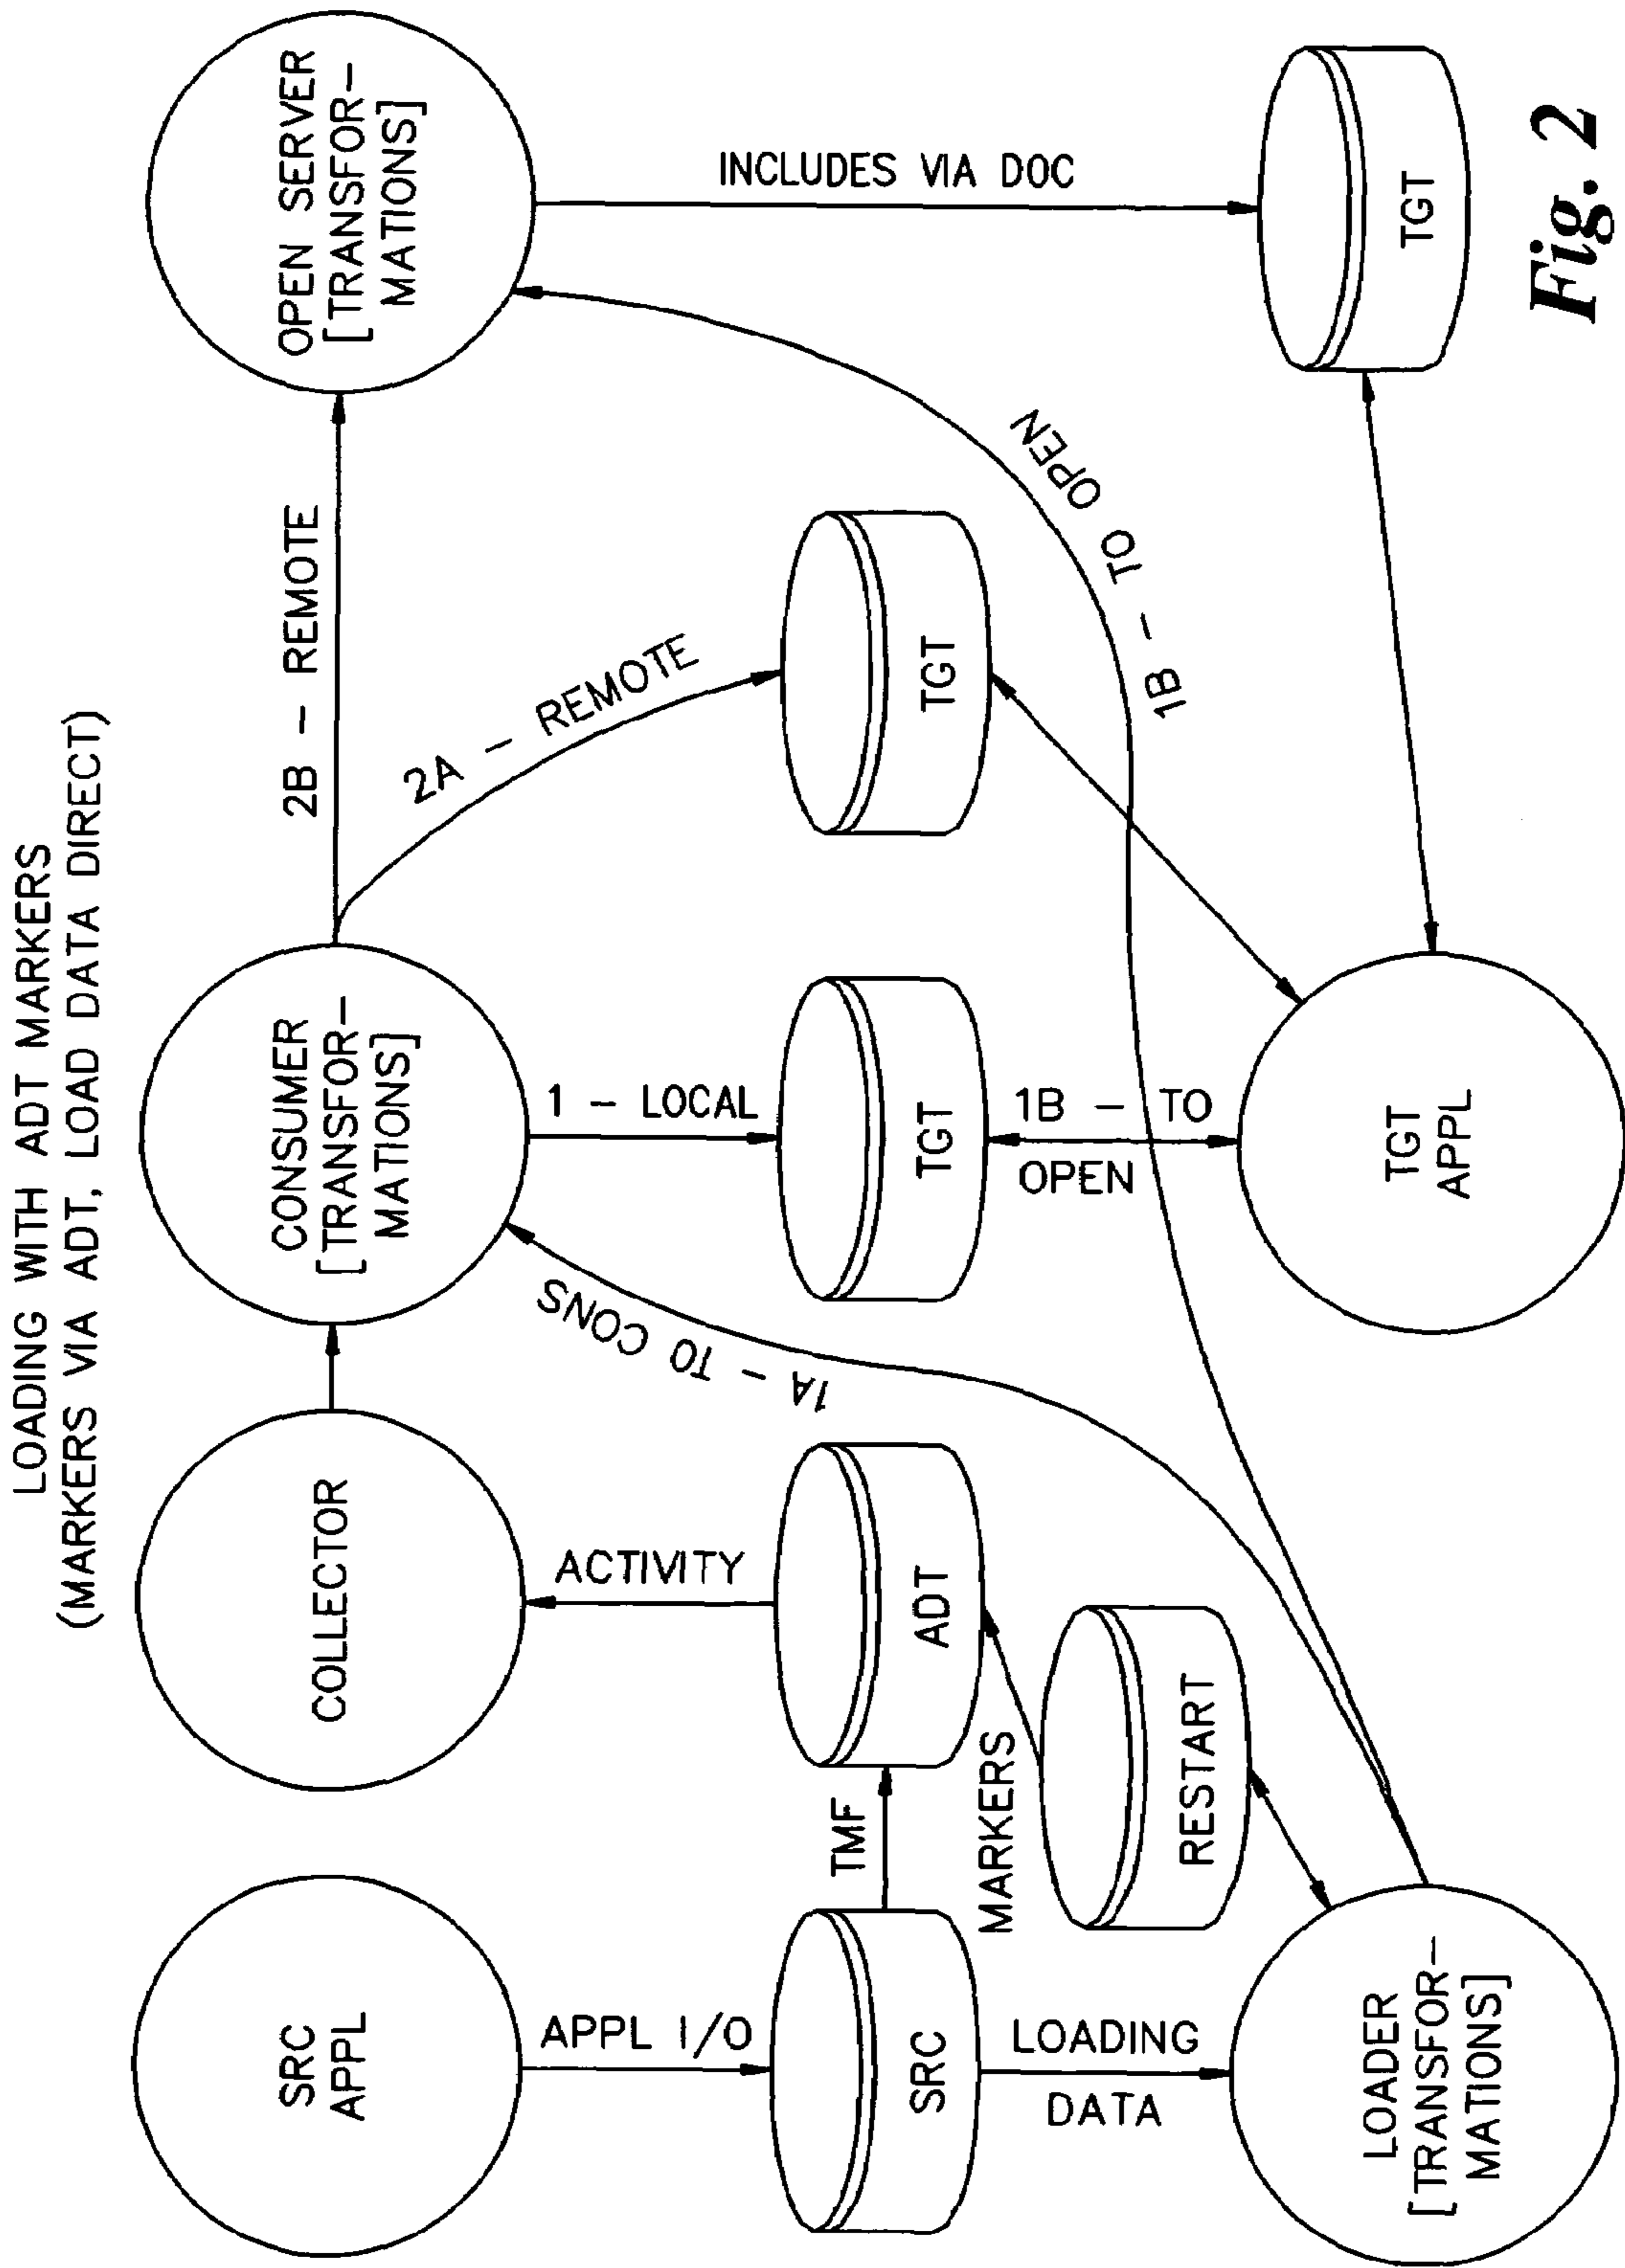 LOADING WITH ADT MARKERS
(MARKERS VIA ADT, LOAD DATA DIRECT)
SRC
APPL
COLLECTOR
CONSUMER
[TRANSFOR-
MATIONS]
2B - REMOTE
OPEN SERVER
[TRANSFOR-
MATIONS]
APPL I/O
ACTIVITY
1A - TO CONS
1 - LOCAL
2A - REMOTE
INCLUDES VIA DOC
SRC
TMF
ADT
TGT
TGT
LOADING
DATA
MARKERS
RESTART
1B - TO
OPEN
1B - TO OPEN
TGT
LOADER
[TRANSFOR-
MATIONS]
TGT
APPL
Fig. 2